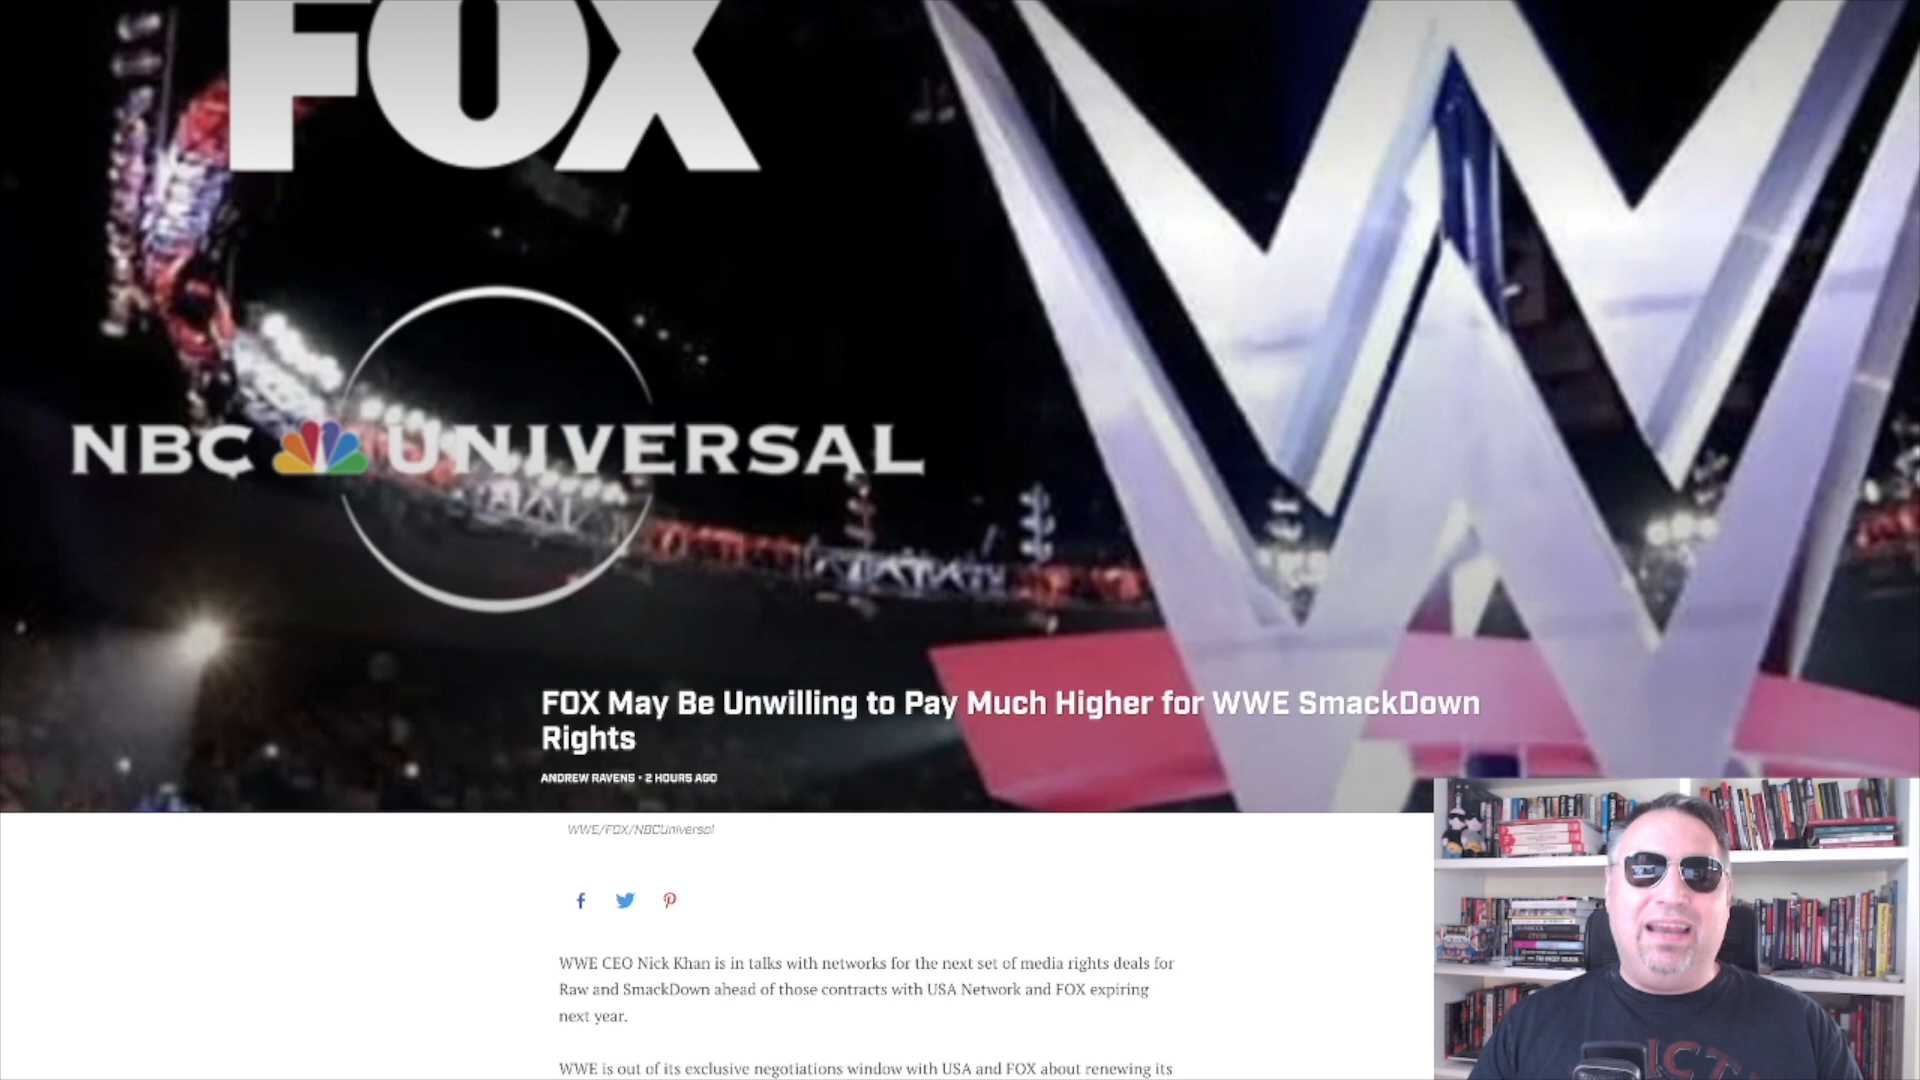 FOX
NBC UNIVERSAL
FOX May Be Unwilling to Pay Much Higher for WWE SmackDown
Rights
ANDREW RAVENS • 2 HOURS AGO
WWE/FOX/NBCUniversal
WWE CEO Nick Khan is in talks with networks for the next set of media rights deals for
Raw and SmackDown ahead of those contracts with USA Network and FOX expiring
next year.
WWE is out of its exclusive negotiations window with USA and FOX about renewing its